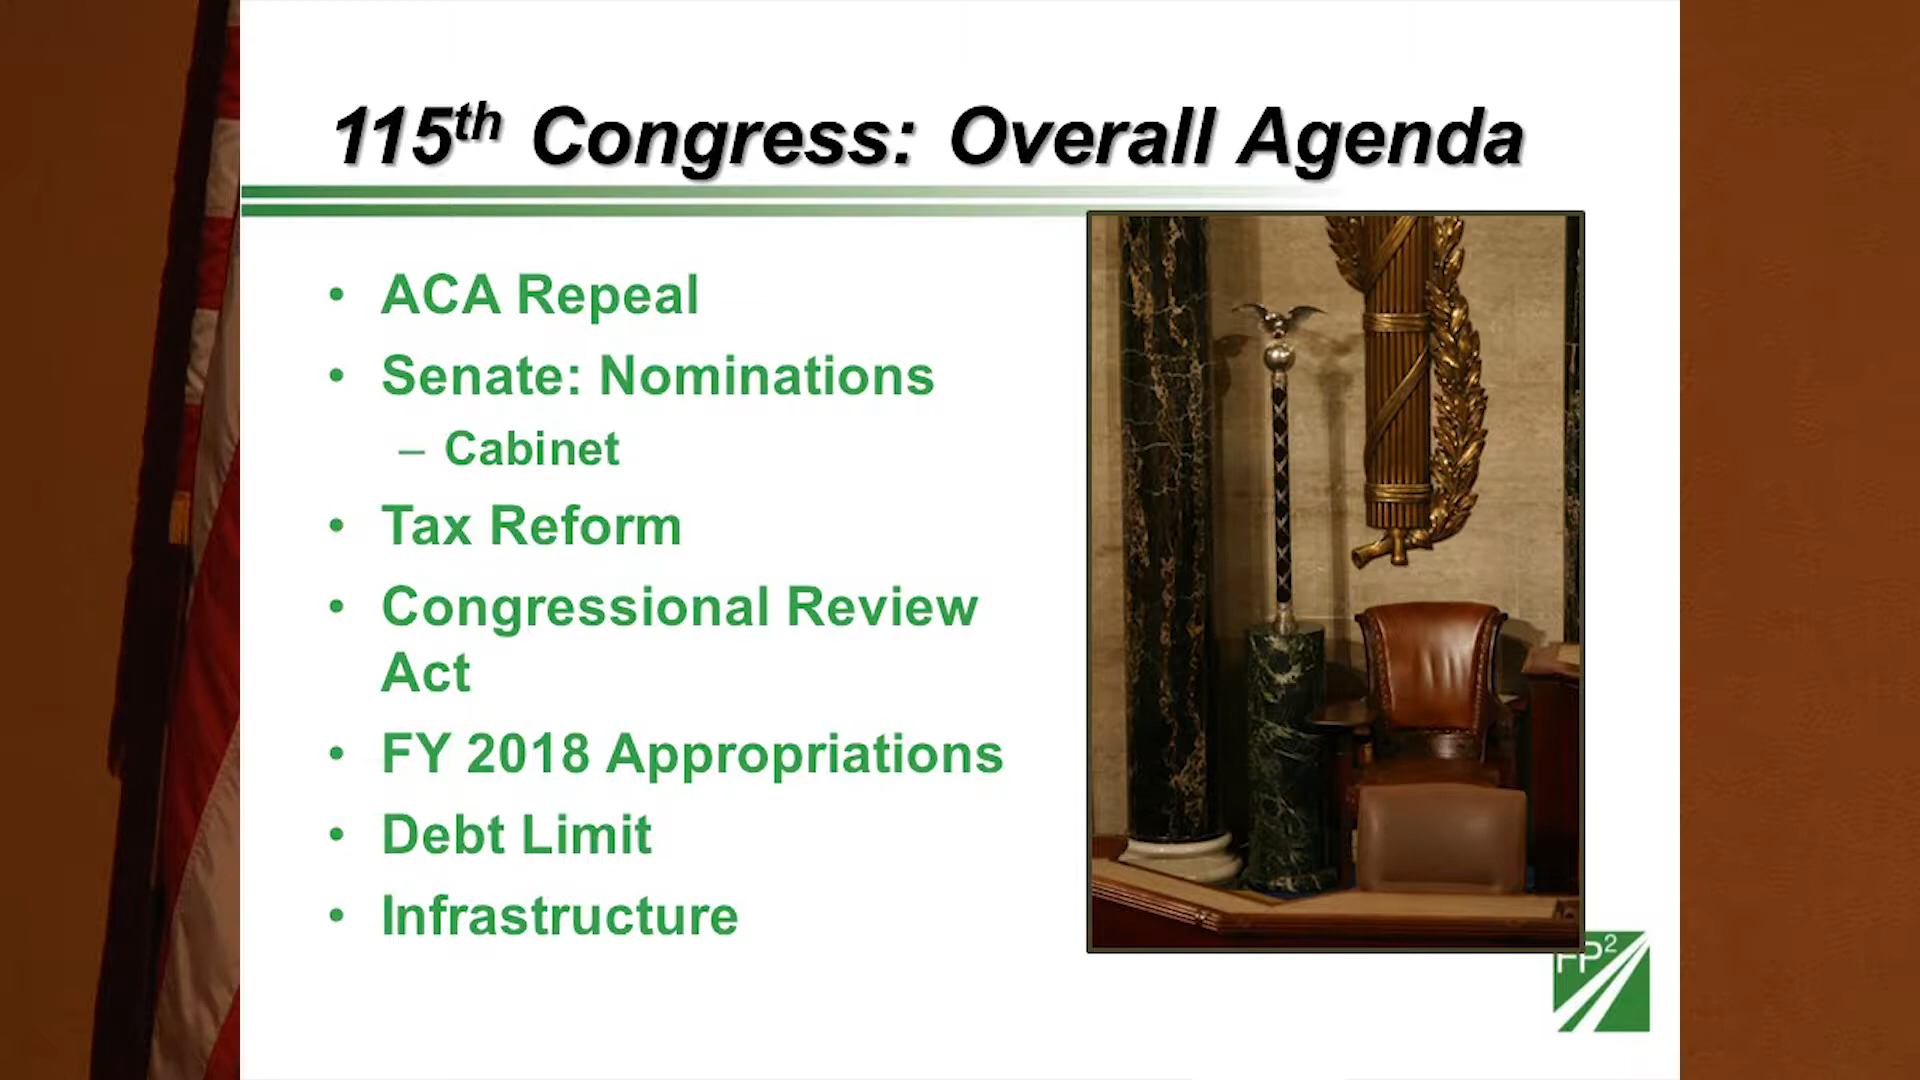 115th Congress: Overall Agenda
• ACA Repeal
• Senate: Nominations
– Cabinet
• Tax Reform
• Congressional Review
Act
• FY 2018 Appropriations
• Debt Limit
• Infrastructure
FP2